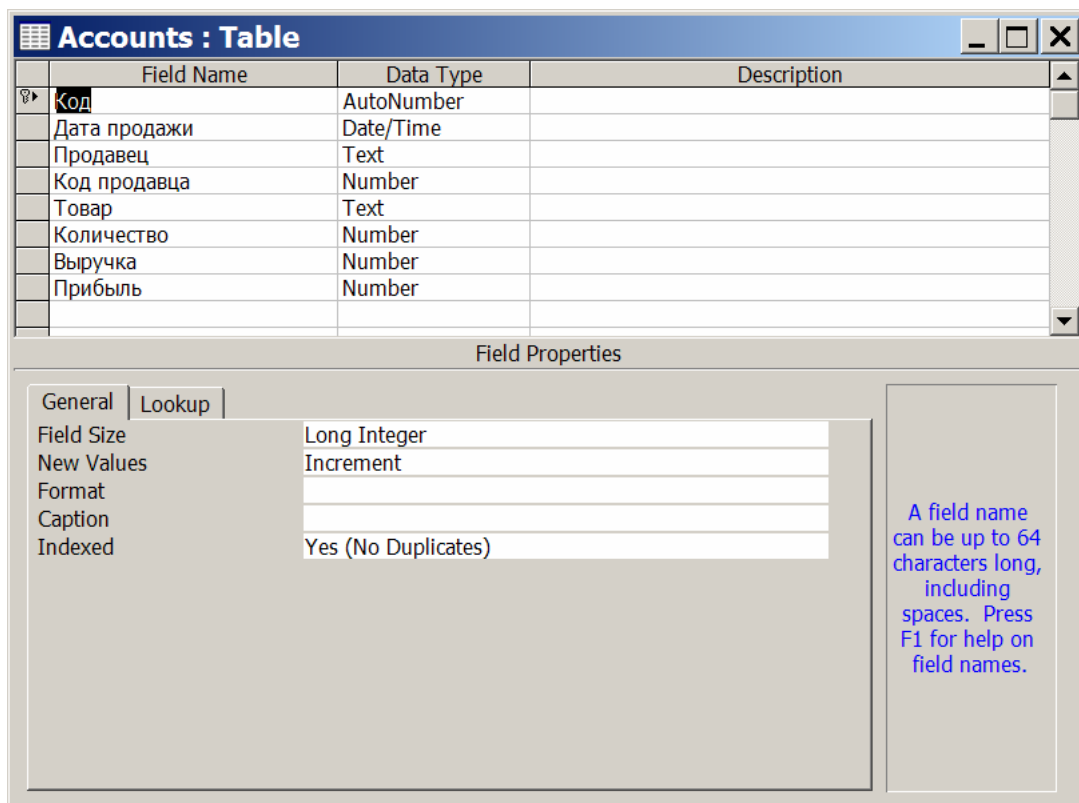 Accounts : Table
Field Name Data Type Description
Код AutoNumber
Дата продажи Date/Time
Продавец Text
Код продавца Number
Товар Text
Количество Number
Выручка Number
Прибыль Number
Field Properties
General Lookup
Field Size Long Integer
New Values Increment
Format
Caption
Indexed Yes (No Duplicates)
A field name
can be up to 64
characters long,
including
spaces. Press
F1 for help on
field names.